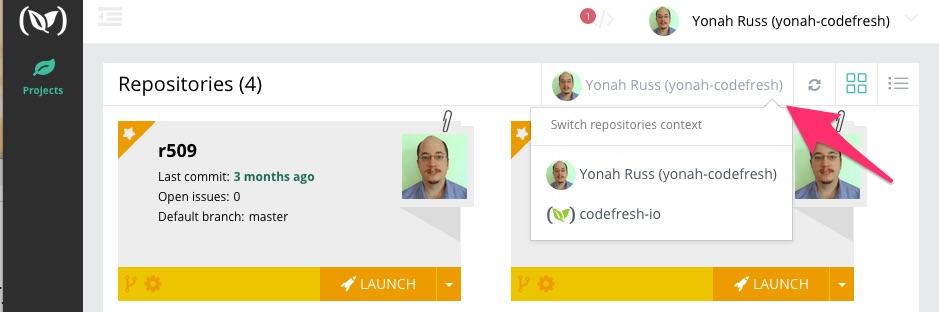 1
Yonah Russ (yonah-codefresh)
Projects
Repositories (4)
Yonah Russ (yonah-codefresh)
Switch repositories context
Yonah Russ (yonah-codefresh)
codefresh-io
r509
Last commit: 3 months ago
Open issues: 0
Default branch: master
LAUNCH
LAUNCH